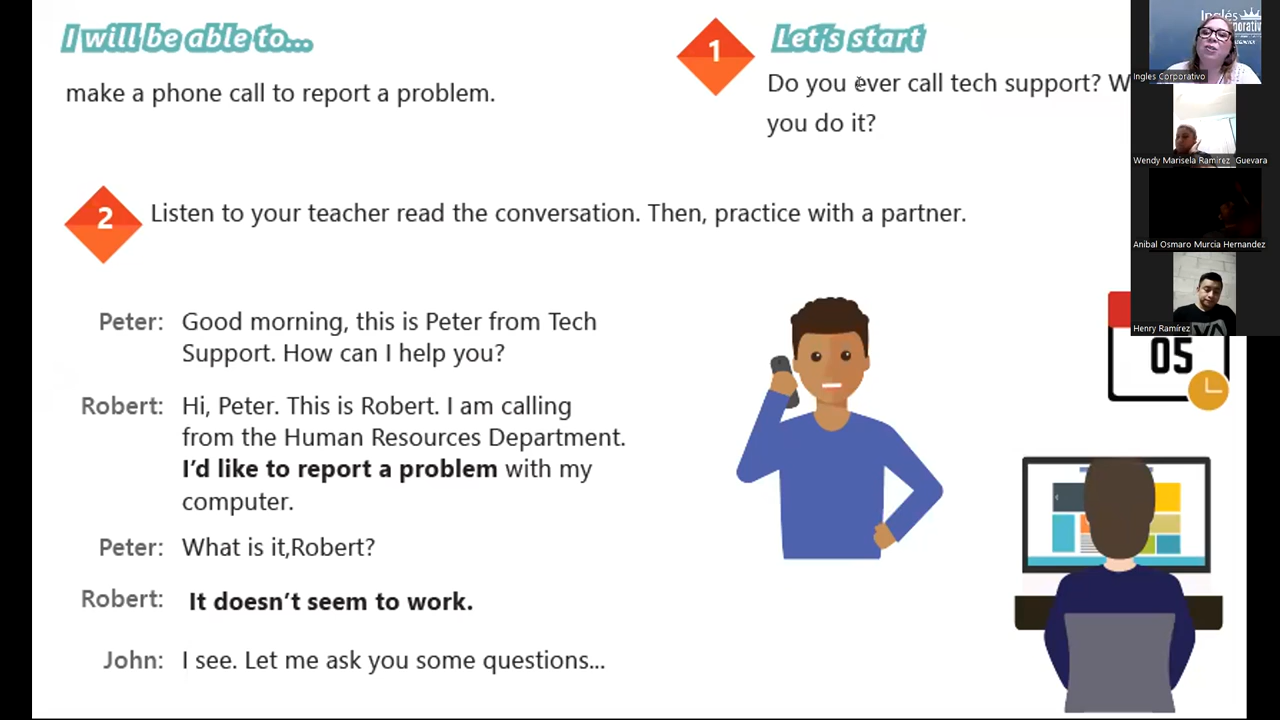 I will be able to...
make a phone call to report a problem.
1
Let's start
Do you ever call tech support? W
you do it?
2
Listen to your teacher read the conversation. Then, practice with a partner.
Peter: Good morning, this is Peter from Tech
Support. How can I help you?
Robert: Hi, Peter. This is Robert. I am calling
from the Human Resources Department.
I'd like to report a problem with my
computer.
Peter: What is it,Robert?
Robert: It doesn't seem to work.
John: I see. Let me ask you some questions...
05
Inglés
Ingles Corporativo
Wendy Marisela Ramirez Guevara
Anibal Osmaro Murcia Hernandez
Henry Ramírez